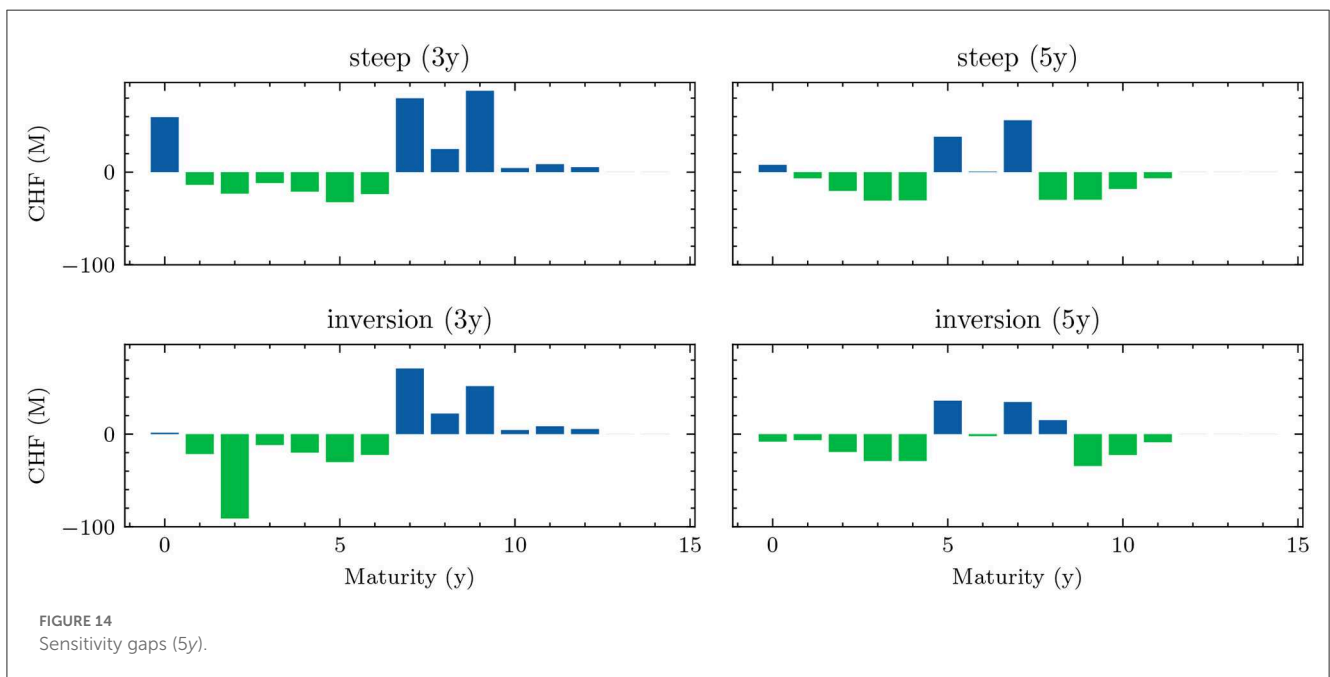 steep (3y)
steep (5y)
CHF (M)
0
−100
inversion (3y)
inversion (5y)
CHF (M)
0
−100
0 5 10 15
0 5 10 15
Maturity (y)
Maturity (y)
FIGURE 14
Sensitivity gaps (5y).